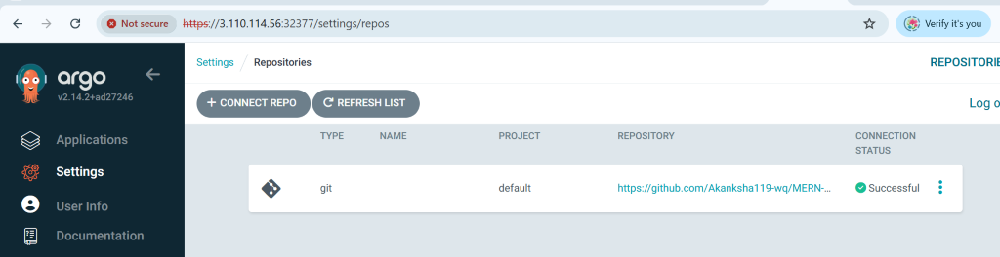 Not secure https://3.110.114.56:32377/settings/repos Verify it's you
argo
v2.14.2+ad27246
Applications
Settings
User Info
Documentation
Settings / Repositories REPOSITORIE
+ CONNECT REPO REFRESH LIST
Log o
TYPE NAME PROJECT REPOSITORY CONNECTION
STATUS
git default https://github.com/Akanksha119-wq/MERN-... Successful